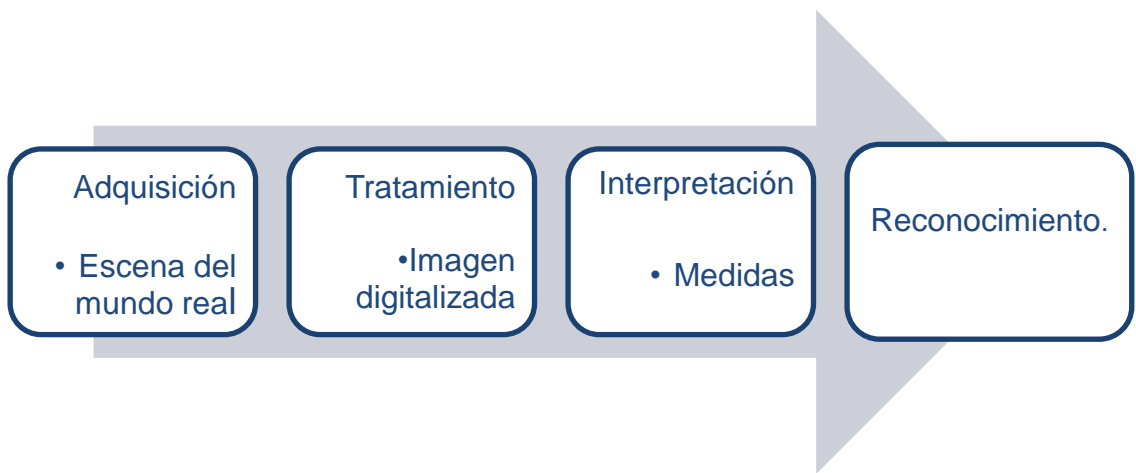 Adquisición
• Escena del
mundo real
Tratamiento
•Imagen
digitalizada
Interpretación
• Medidas
Reconocimiento.